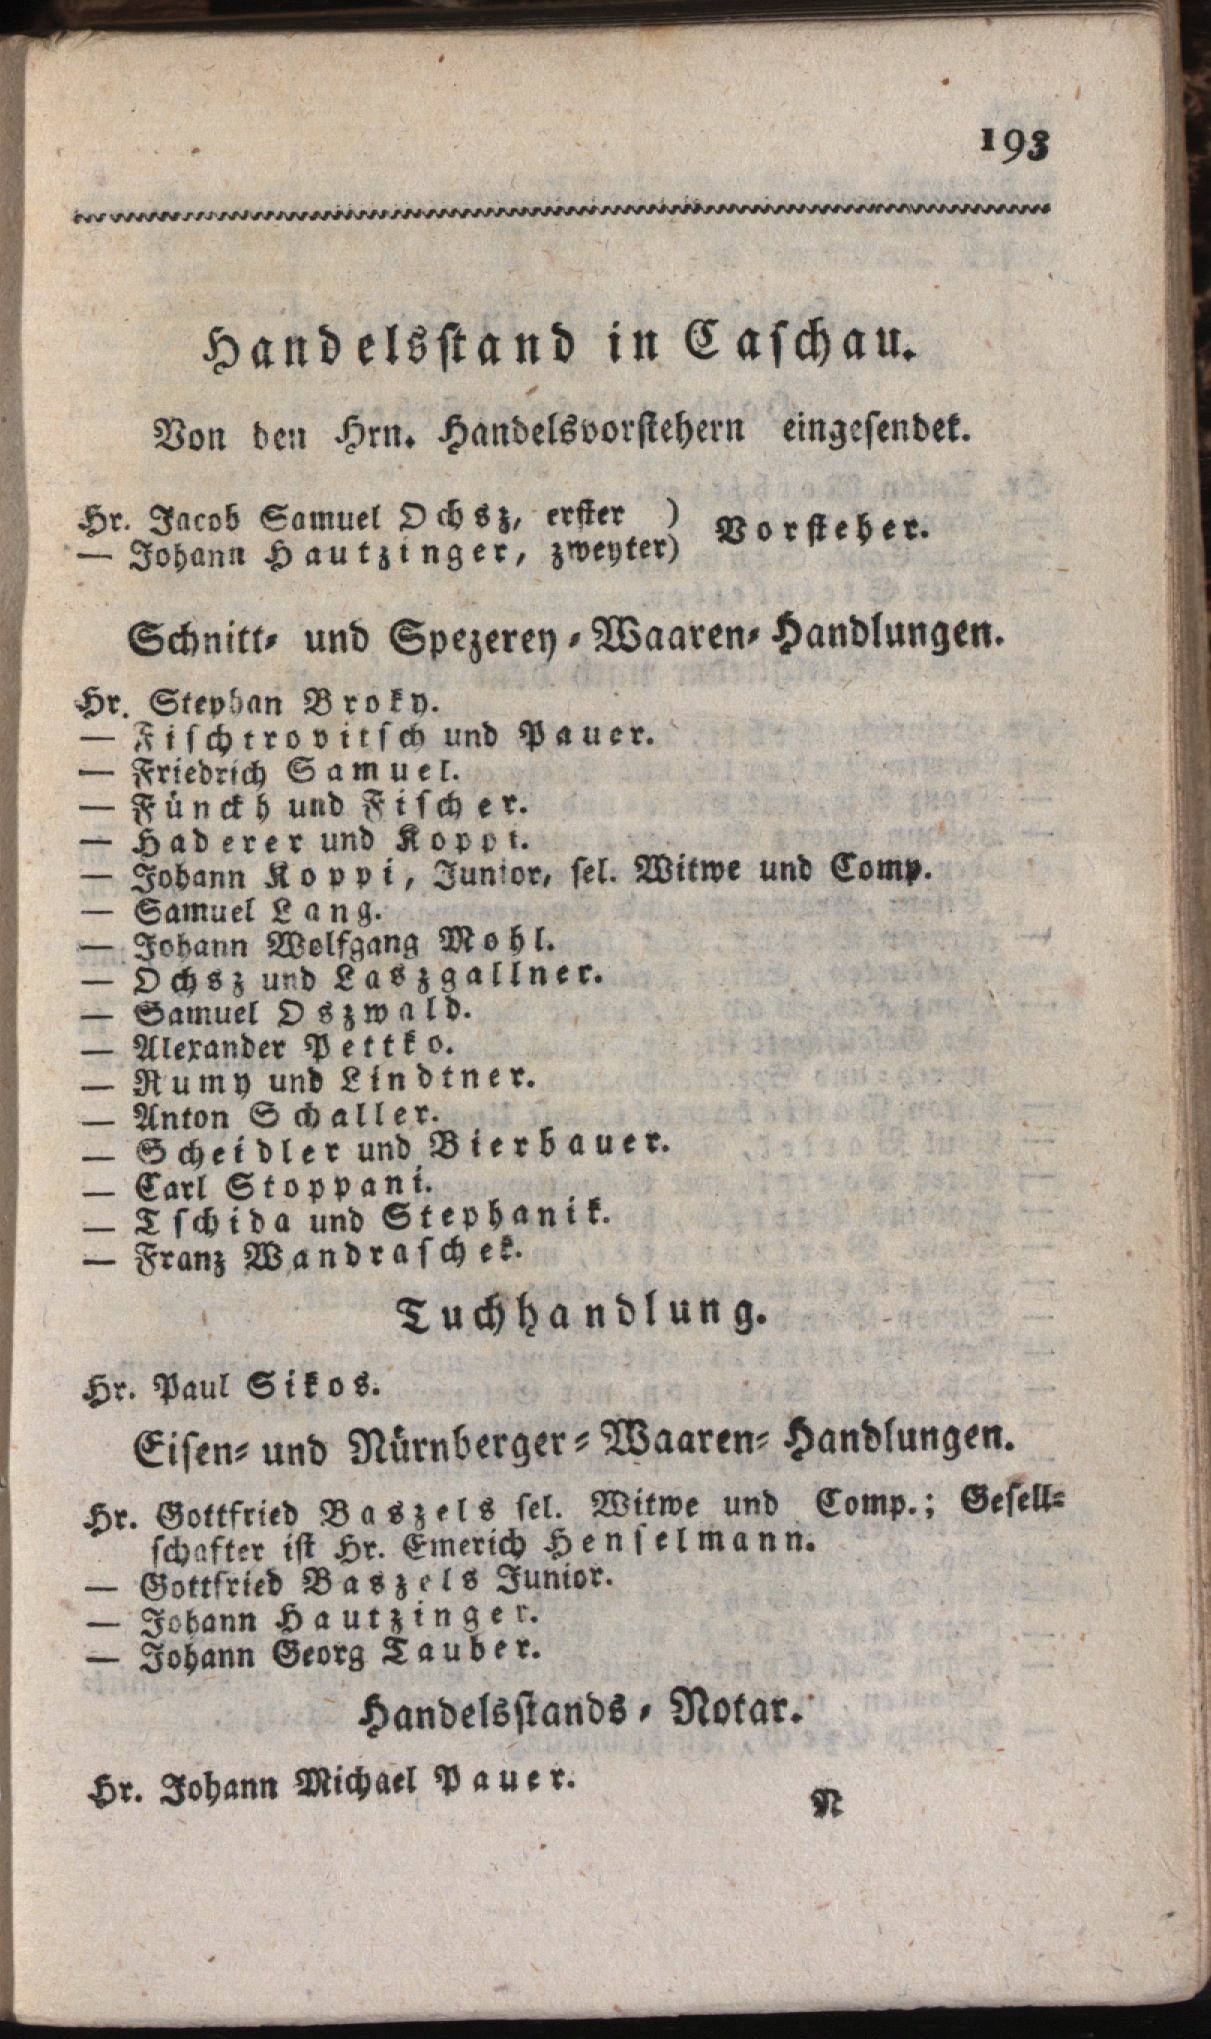 193
Handelsstand in Caschau.
Von den Hrn. Handelsvorstehern eingesendet.
Hr. Jacob Samuel Ochsz, erster )
— Johann Hautzinger, zweyter) Vorsteher.
Schnitt- und Spezerey-Waaren-Handlungen.
Hr. Stephan Broky.
— Fischtrovitsch und Pauer.
— Friedrich Samuel.
— Fünckh und Fischer.
— Haderer und Koppi.
— Johann Koppi, Junior, sel. Witwe und Comp.
— Samuel Lang.
— Johann Wolfgang Mohl.
— Ochsz und Laszgallner.
— Samuel Oszwald.
— Alexander Pettko.
— Rumy und Lindtner.
— Anton Schaller.
— Scheidler und Bierbauer.
— Carl Stoppani.
— Tschida und Stephanik.
— Franz Wandraschek.
Tuchhandlung.
Hr. Paul Sikos.
Eisen- und Nürnberger-Waaren-Handlungen.
Hr. Gottfried Baszels sel. Witwe und Comp.; Gesell-
schafter ist Hr. Emerich Henselmann.
— Gottfried Baszels Junior.
— Johann Hautzinger.
— Johann Georg Tauber.
Handelsstands-Notar.
Hr. Johann Michael Pauer.
N